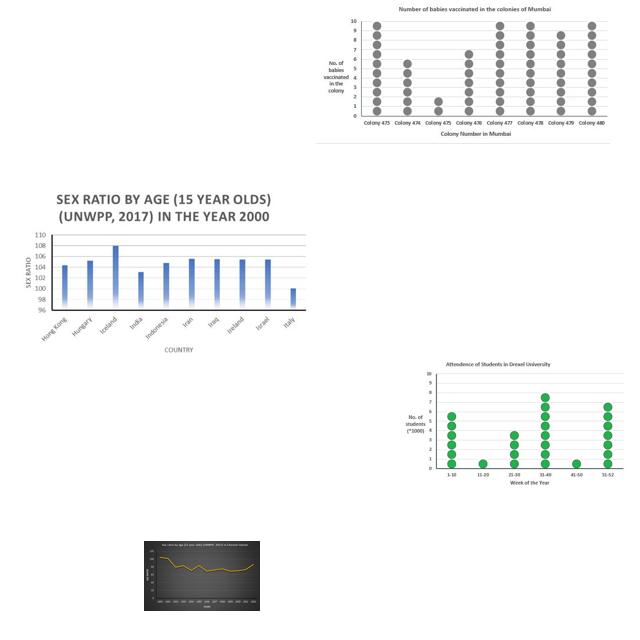 Number of babies vaccinated in the colonies of Mumbai
10
9
8
7
6
5
4
3
2
1
0
No. of
babies
vaccinated
in the
colony
Colony 473 Colony 474 Colony 475 Colony 476 Colony 477 Colony 478 Colony 479 Colony 480
Colony Number in Mumbai
SEX RATIO BY AGE (15 YEAR OLDS)
(UNWPP, 2017) IN THE YEAR 2000
110
108
106
104
102
100
98
96
SEX RATIO
Hong Kong Hungary Iceland India Indonesia Iran Iraq Ireland Israel Italy
COUNTRY
Attendence of Students in Drexel University
10
9
8
7
6
5
4
3
2
1
0
No. of
students
(*1000)
1-10 11-20 21-30 31-40 41-50 51-52
Week of the Year